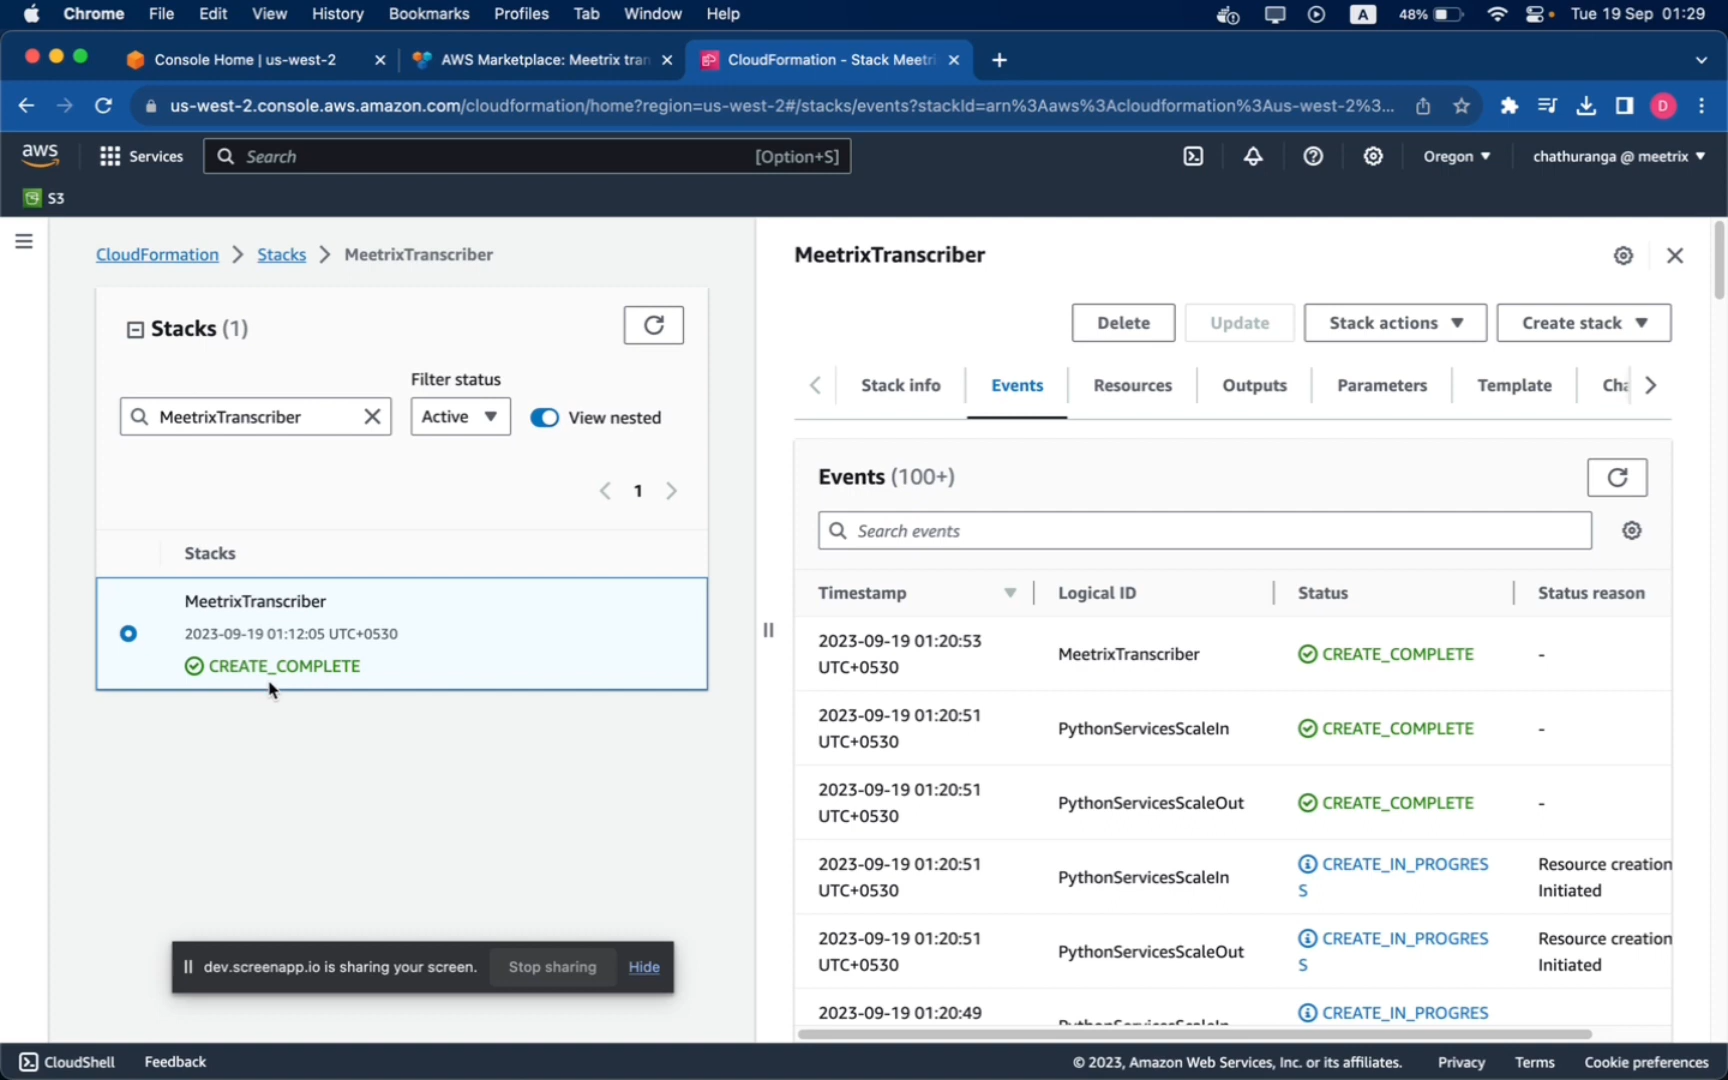 Chrome File Edit View History Bookmarks Profiles Tab Window Help A 48% Tue 19 Sep 01:29
Console Home | us-west-2 AWS Marketplace: Meetrix tran CloudFormation - Stack Meetri
us-west-2.console.aws.amazon.com/cloudformation/home?region=us-west-2#/stacks/events?stackId=arn%3Aaws%3Acloudformation%3Aus-west-2%3... D
aws Services Search [Option+S] Oregon chathuranga @ meetrix
S3
CloudFormation Stacks MeetrixTranscriber
Stacks (1)
Filter status
MeetrixTranscriber Active View nested
1
Stacks
MeetrixTranscriber
2023-09-19 01:12:05 UTC+0530
CREATE_COMPLETE
dev.screenapp.io is sharing your screen. Stop sharing Hide
MeetrixTranscriber
Delete Update Stack actions Create stack
Stack info Events Resources Outputs Parameters Template Cha
Events (100+)
Search events
Timestamp Logical ID Status Status reason
2023-09-19 01:20:53
UTC+0530 MeetrixTranscriber CREATE_COMPLETE -
2023-09-19 01:20:51
UTC+0530 PythonServicesScaleIn CREATE_COMPLETE -
2023-09-19 01:20:51
UTC+0530 PythonServicesScaleOut CREATE_COMPLETE -
2023-09-19 01:20:51 CREATE_IN_PROGRES Resource creation
UTC+0530 PythonServicesScaleIn S Initiated
2023-09-19 01:20:51 CREATE_IN_PROGRES Resource creation
UTC+0530 PythonServicesScaleOut S Initiated
2023-09-19 01:20:49 CREATE_IN_PROGRES
CloudShell Feedback © 2023, Amazon Web Services, Inc. or its affiliates. Privacy Terms Cookie preferences